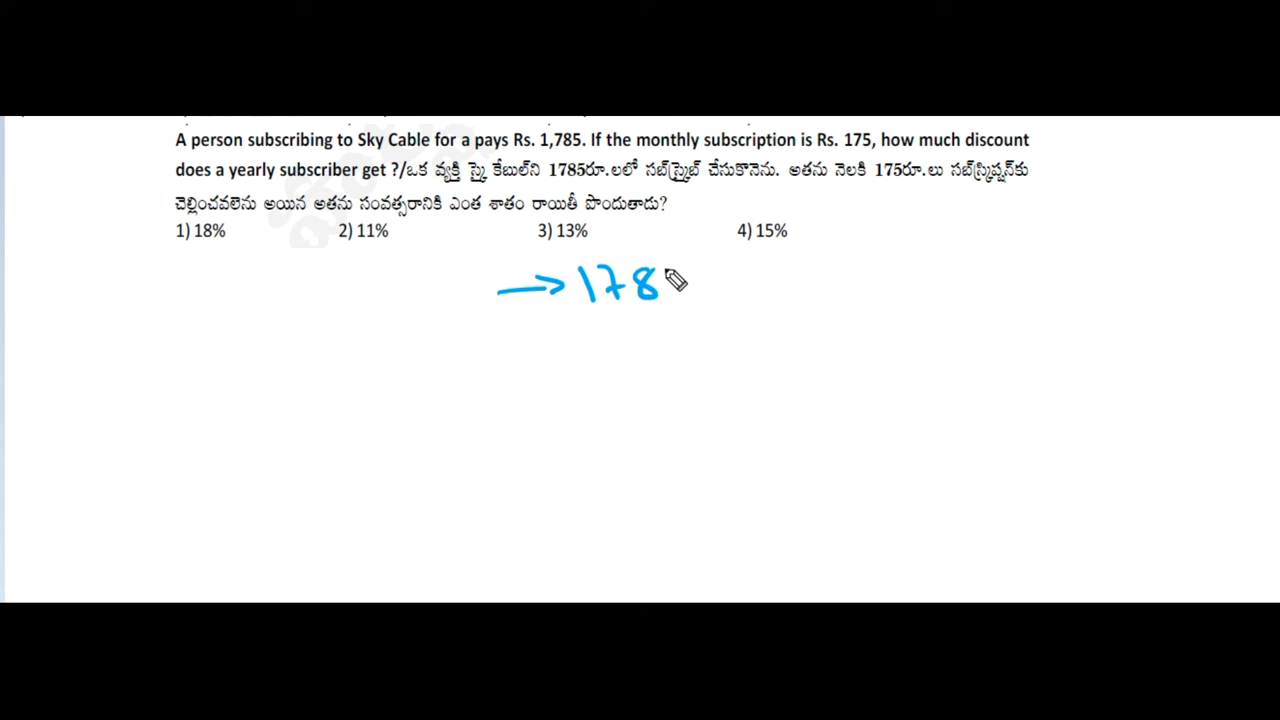 A person subscribing to Sky Cable for a pays Rs. 1,785. If the monthly subscription is Rs. 175, how much discount
does a yearly subscriber get ?/ఒక వ్యక్తి స్కై కేబుల్‌ని 1785రూ.లలో సబ్‌స్క్రైబ్ చేసుకొనెను. అతను నెలకి 175రూ.లు సబ్‌స్క్రిప్షన్‌కు
చెల్లించవలెను అయిన అతను సంవత్సరానికి ఎంత శాతం రాయితీ పొందుతాడు?
1) 18% 2) 11% 3) 13% 4) 15%
→ 178